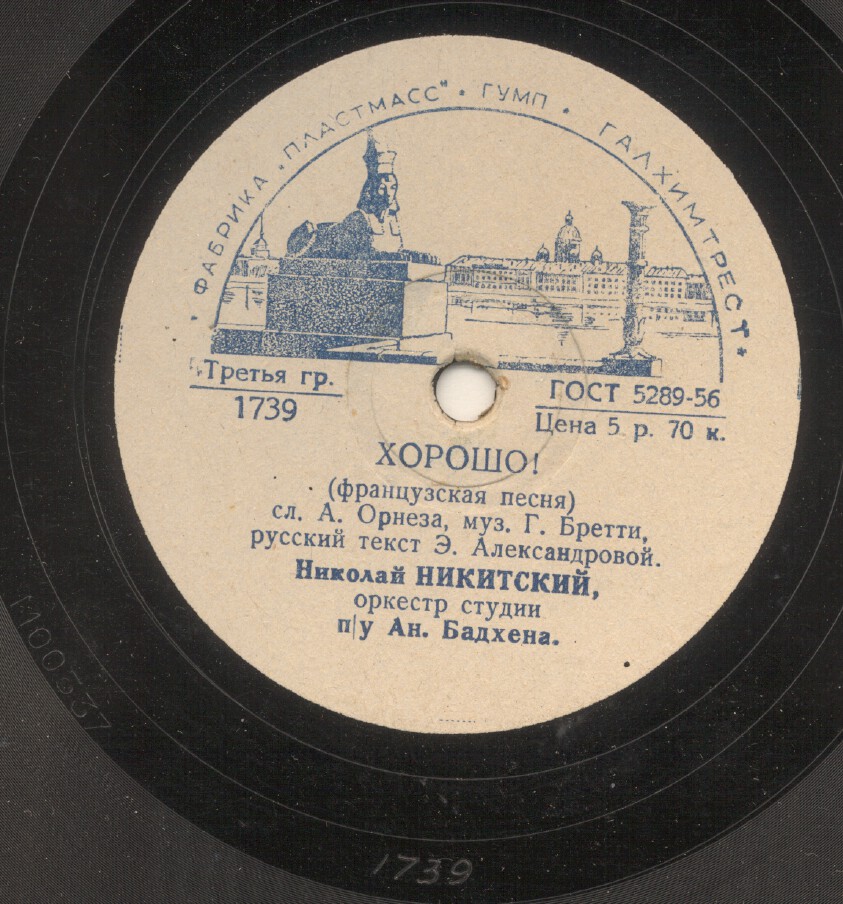 • ФАБРИКА „ПЛАСТМАСС" • ГУМП • ГАЛХИМТРЕСТ *
Третья гр.
1739
ГОСТ 5289-56
Цена 5 р. 70 к.
ХОРОШО!
(французская песня)
сл. А. Орнеза, муз. Г. Бретти,
русский текст Э. Александровой.
Николай НИКИТСКИЙ,
оркестр студии
п/у Ан. Бадхена.
1739